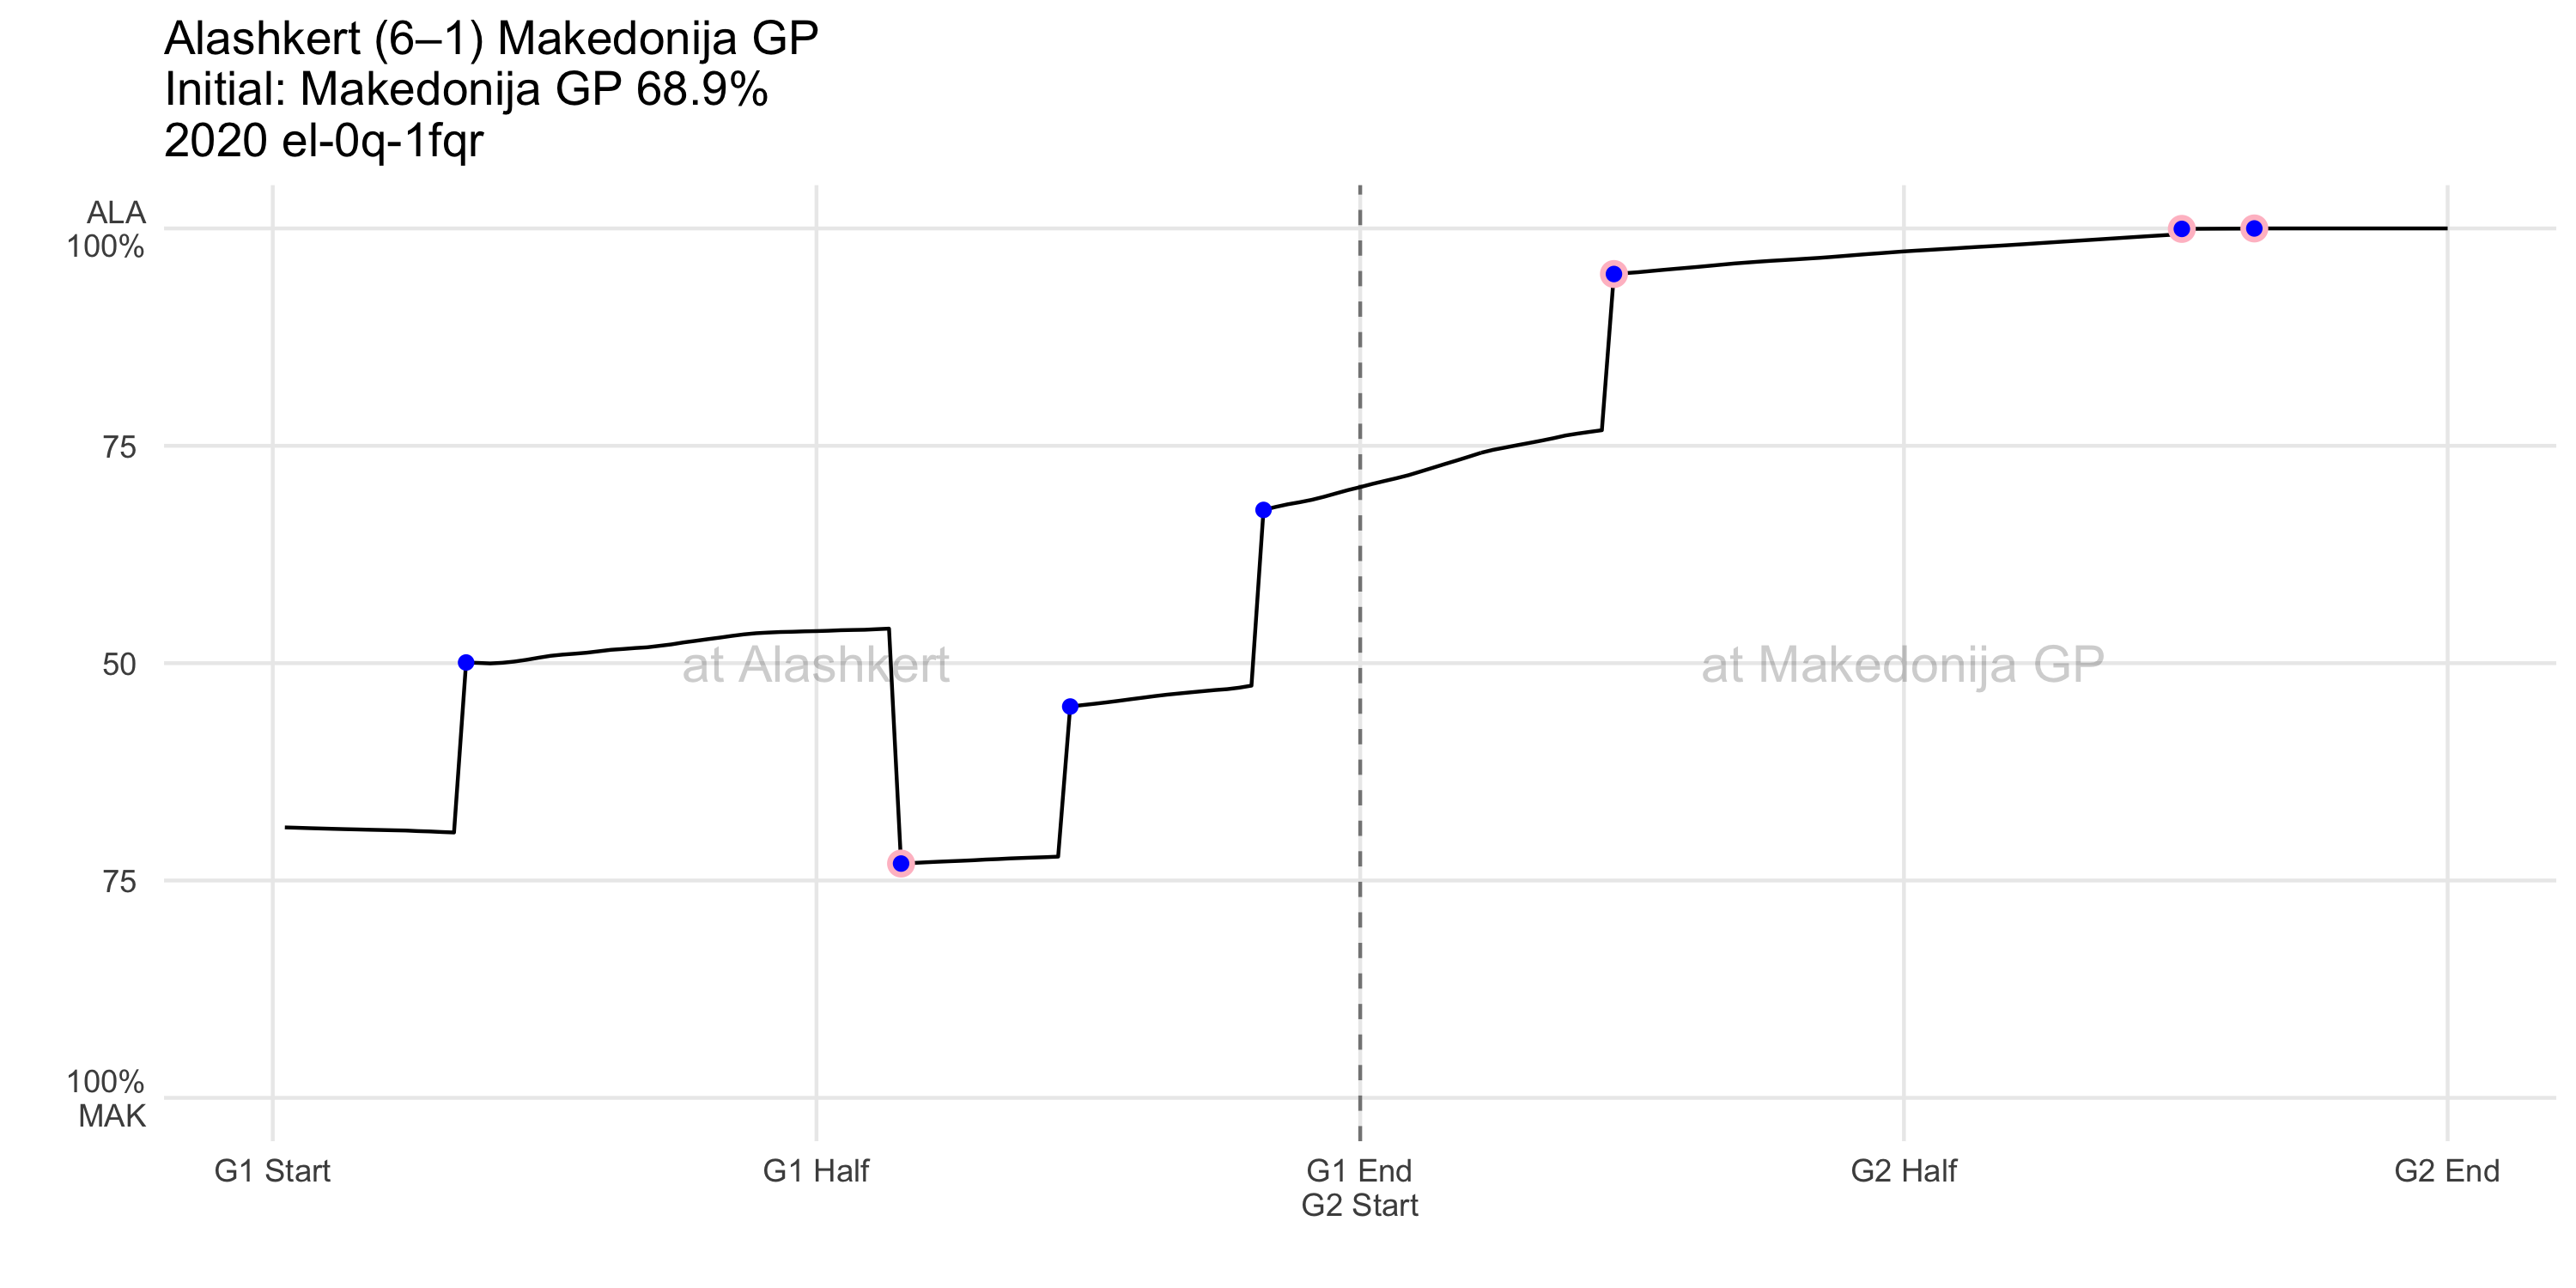 Alashkert (6–1) Makedonija GP
Initial: Makedonija GP 68.9%
2020 el-0q-1fqr
ALA
100%
75
50
75
100%
MAK
at Alashkert
at Makedonija GP
G1 Start
G1 Half
G1 End
G2 Start
G2 Half
G2 End